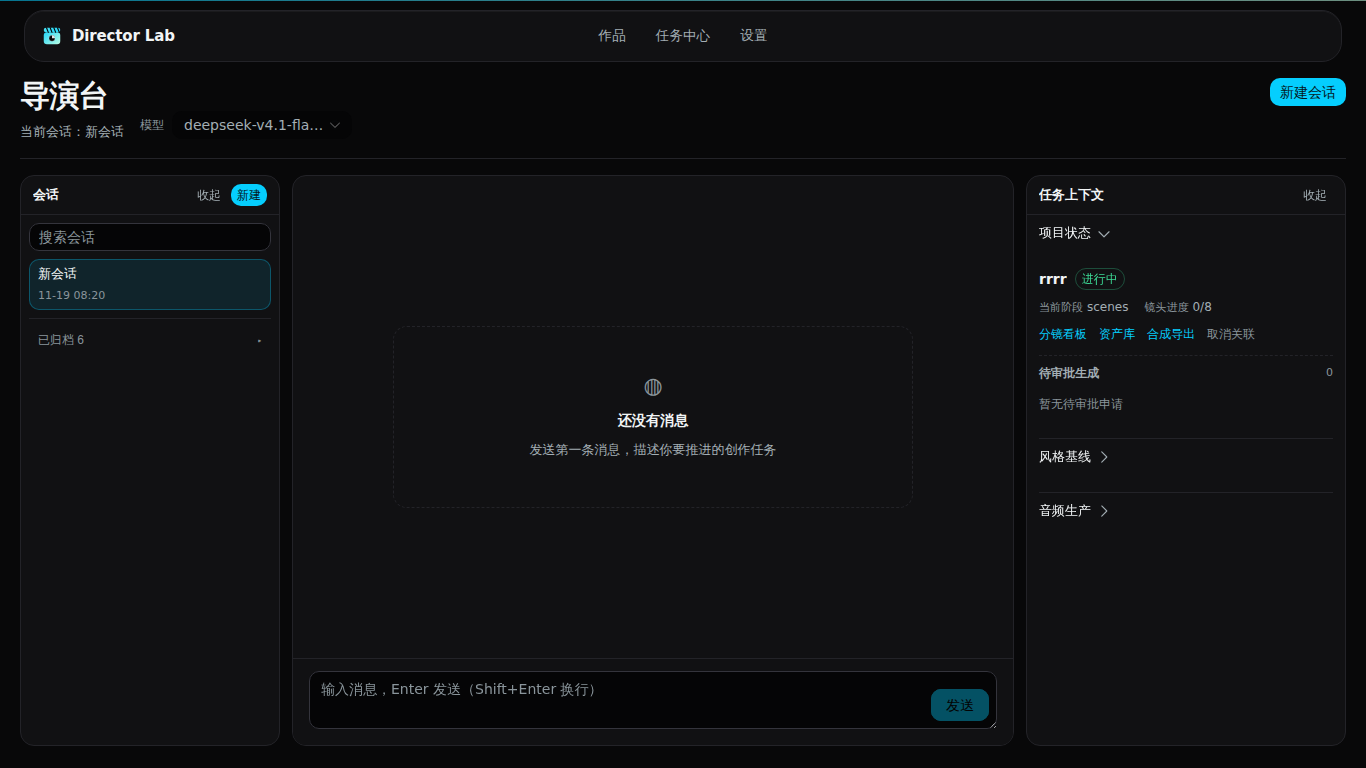 Director Lab
作品
任务中心
设置
导演台
新建会话
当前会话：新会话
模型
deepseek-v4.1-fla...
会话
收起
新建
搜索会话
新会话
11-19 08:20
已归档 6
还没有消息
发送第一条消息，描述你要推进的创作任务
输入消息，Enter 发送（Shift+Enter 换行）
发送
任务上下文
收起
项目状态
rrrr
进行中
当前阶段 scenes 镜头进度 0/8
分镜看板 资产库 合成导出 取消关联
待审批生成
0
暂无待审批申请
风格基线
音频生产